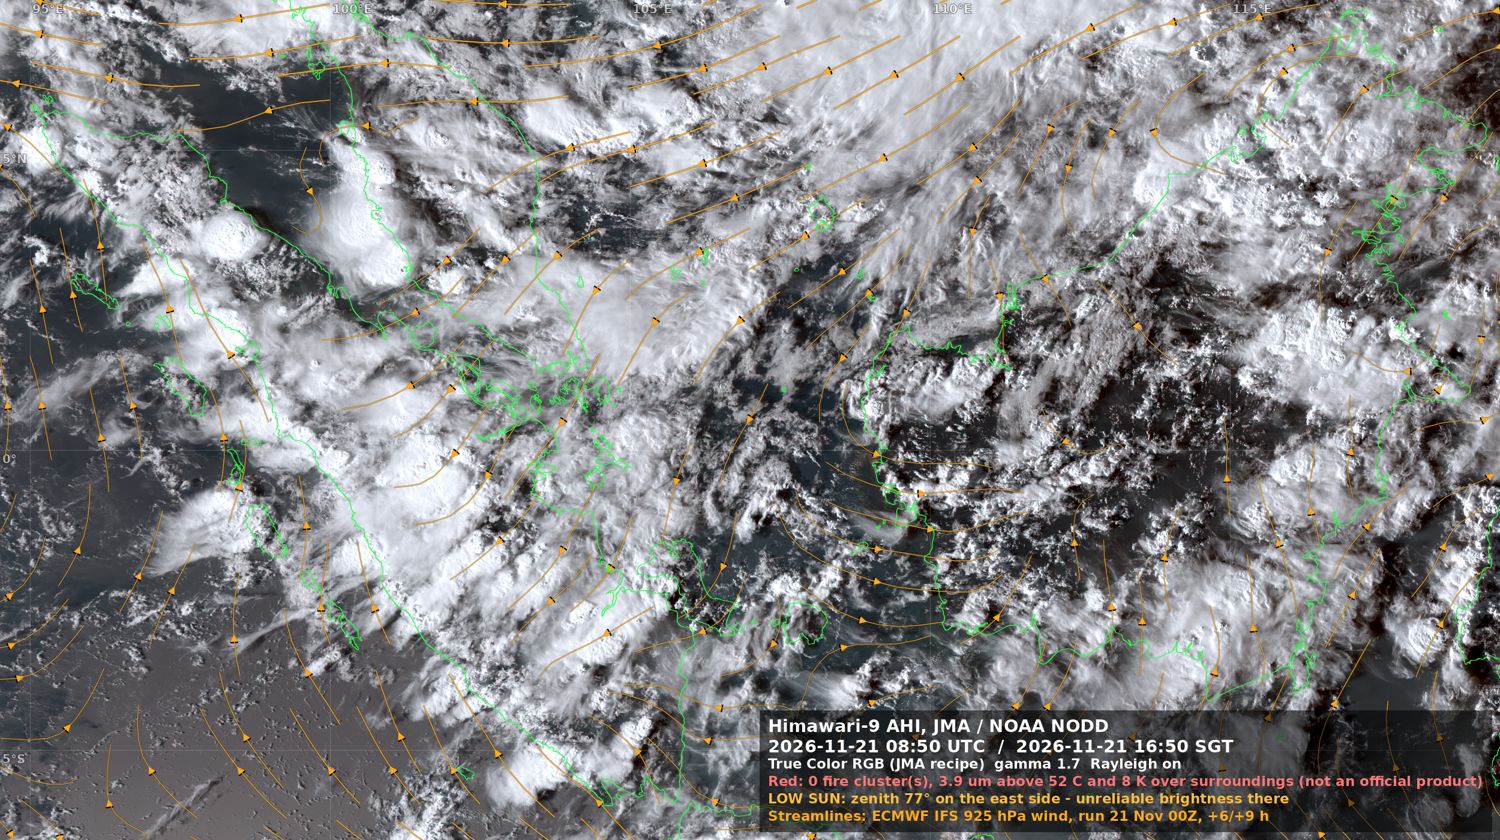 95°E
100°E
105°E
110°E
115°E
5°N
0°
5°S
Himawari-9 AHI, JMA / NOAA NODD
2026-11-21 08:50 UTC / 2026-11-21 16:50 SGT
True Color RGB (JMA recipe) gamma 1.7 Rayleigh on
Red: 0 fire cluster(s), 3.9 um above 52 C and 8 K over surroundings (not an official product)
LOW SUN: zenith 77° on the east side - unreliable brightness there
Streamlines: ECMWF IFS 925 hPa wind, run 21 Nov 00Z, +6/+9 h